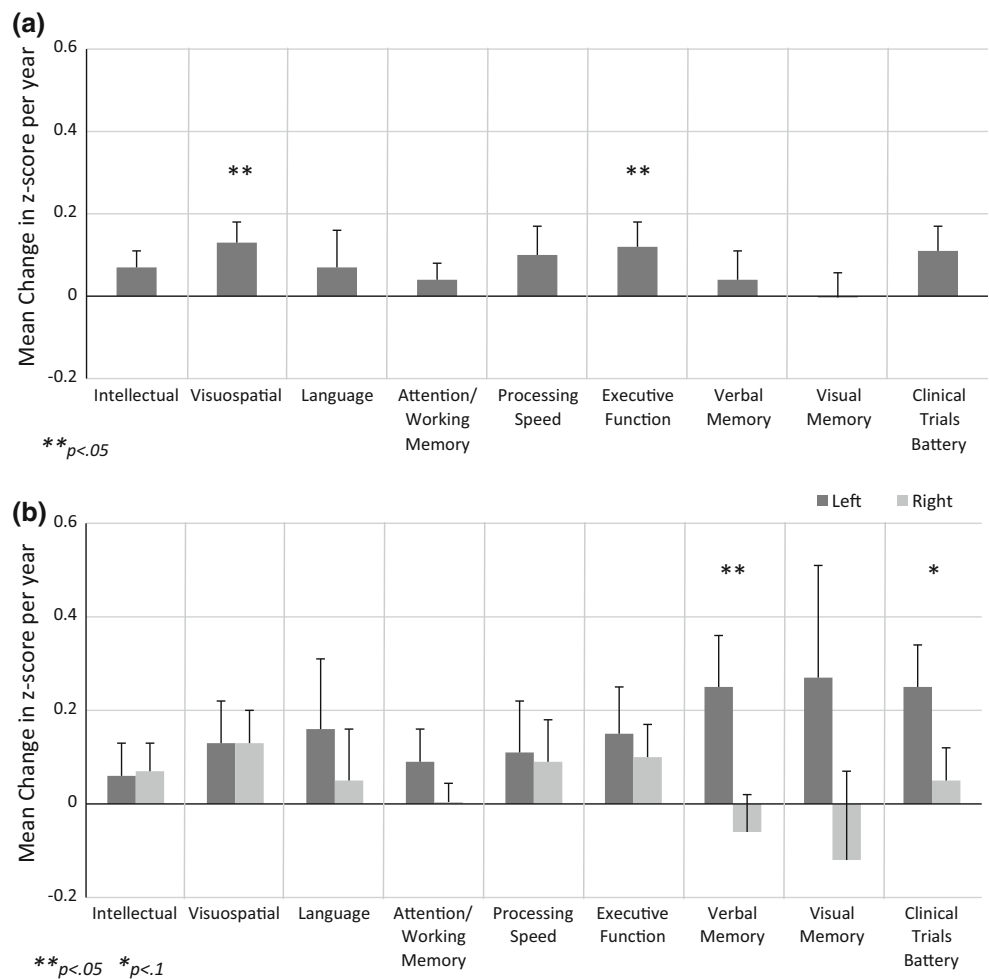 (a)
Mean Change in z-score per year
0.6
0.4
0.2
0
-0.2
** **
Intellectual Visuospatial Language Attention/ Processing Executive Verbal Visual Clinical
Working Speed Function Memory Memory Trials
Memory Battery
**p<.05
Left Right
(b)
Mean Change in z-score per year
0.6
0.4
0.2
0
-0.2
** *
Intellectual Visuospatial Language Attention/ Processing Executive Verbal Visual Clinical
Working Speed Function Memory Memory Trials
Memory Battery
**p<.05 *p<.1